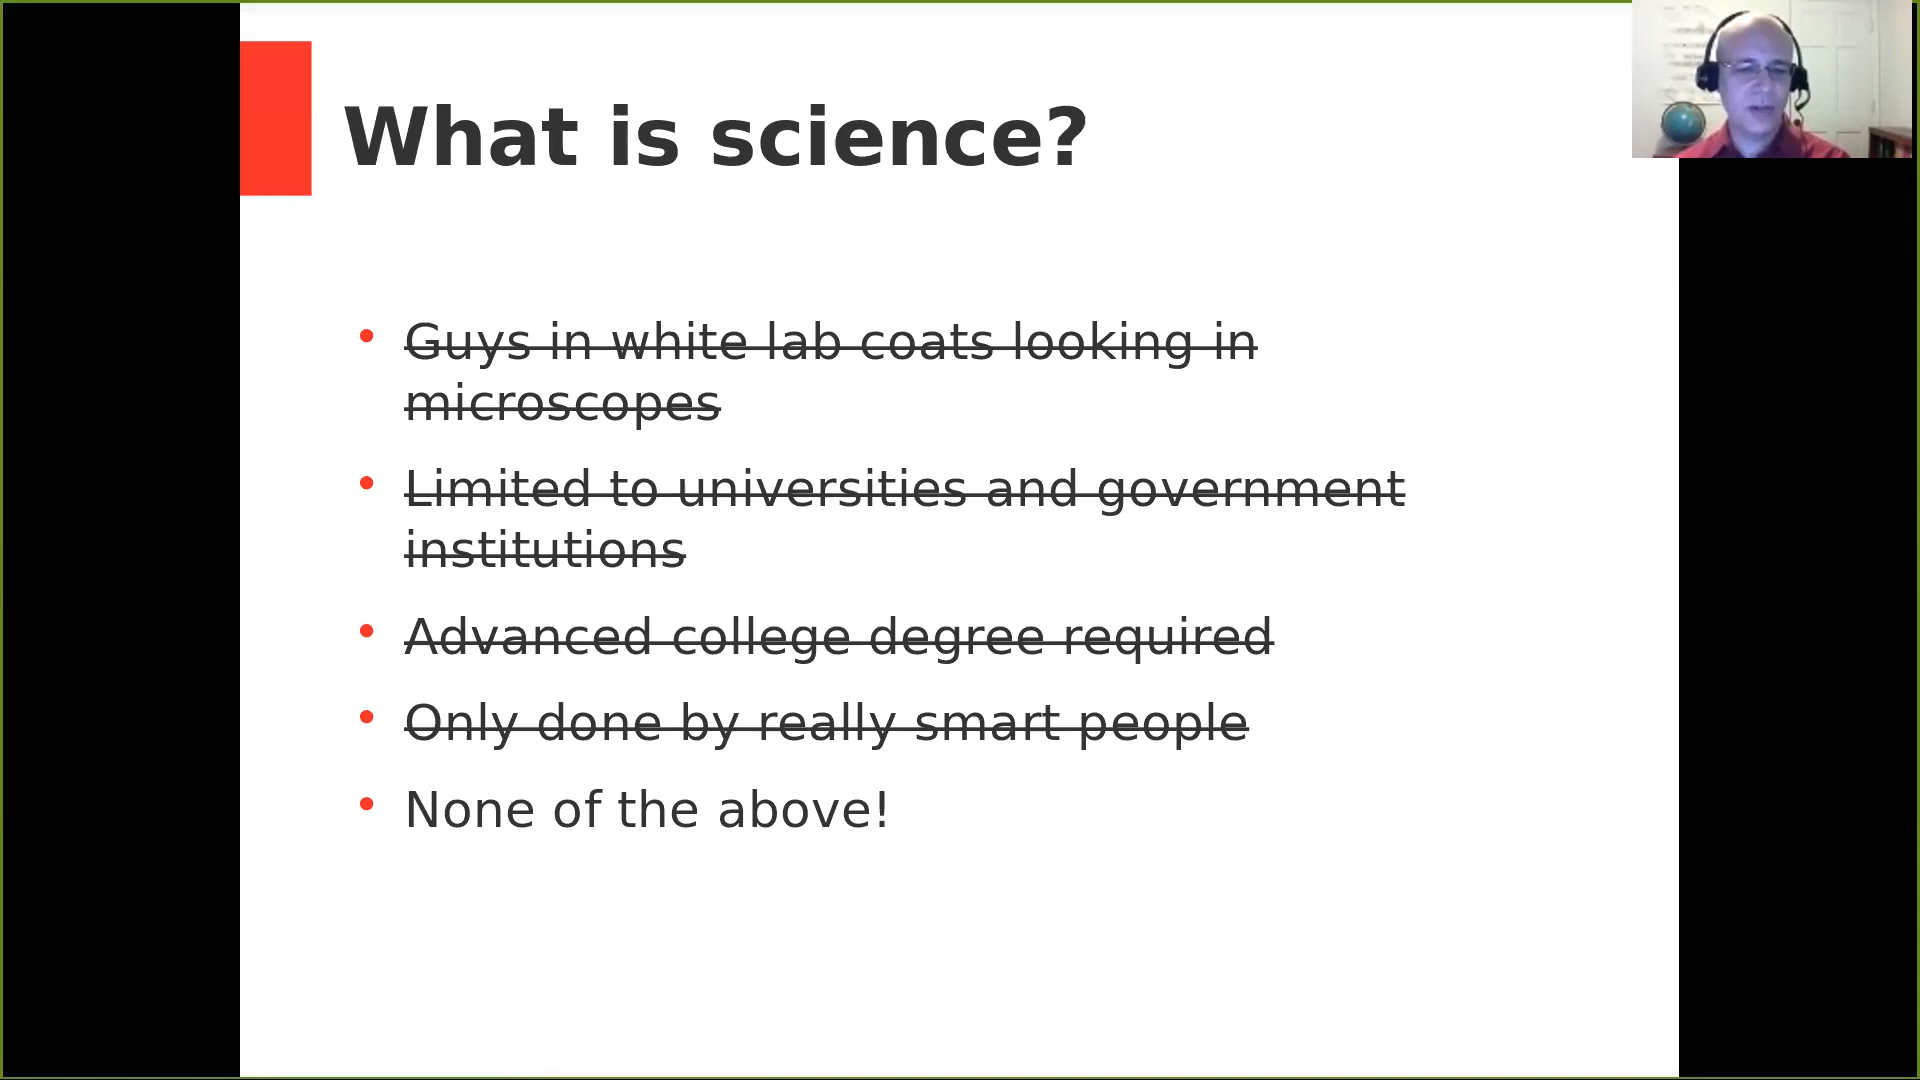 What is science?
Guys in white lab coats looking in
microscopes
Limited to universities and government
institutions
Advanced college degree required
Only done by really smart people
None of the above!